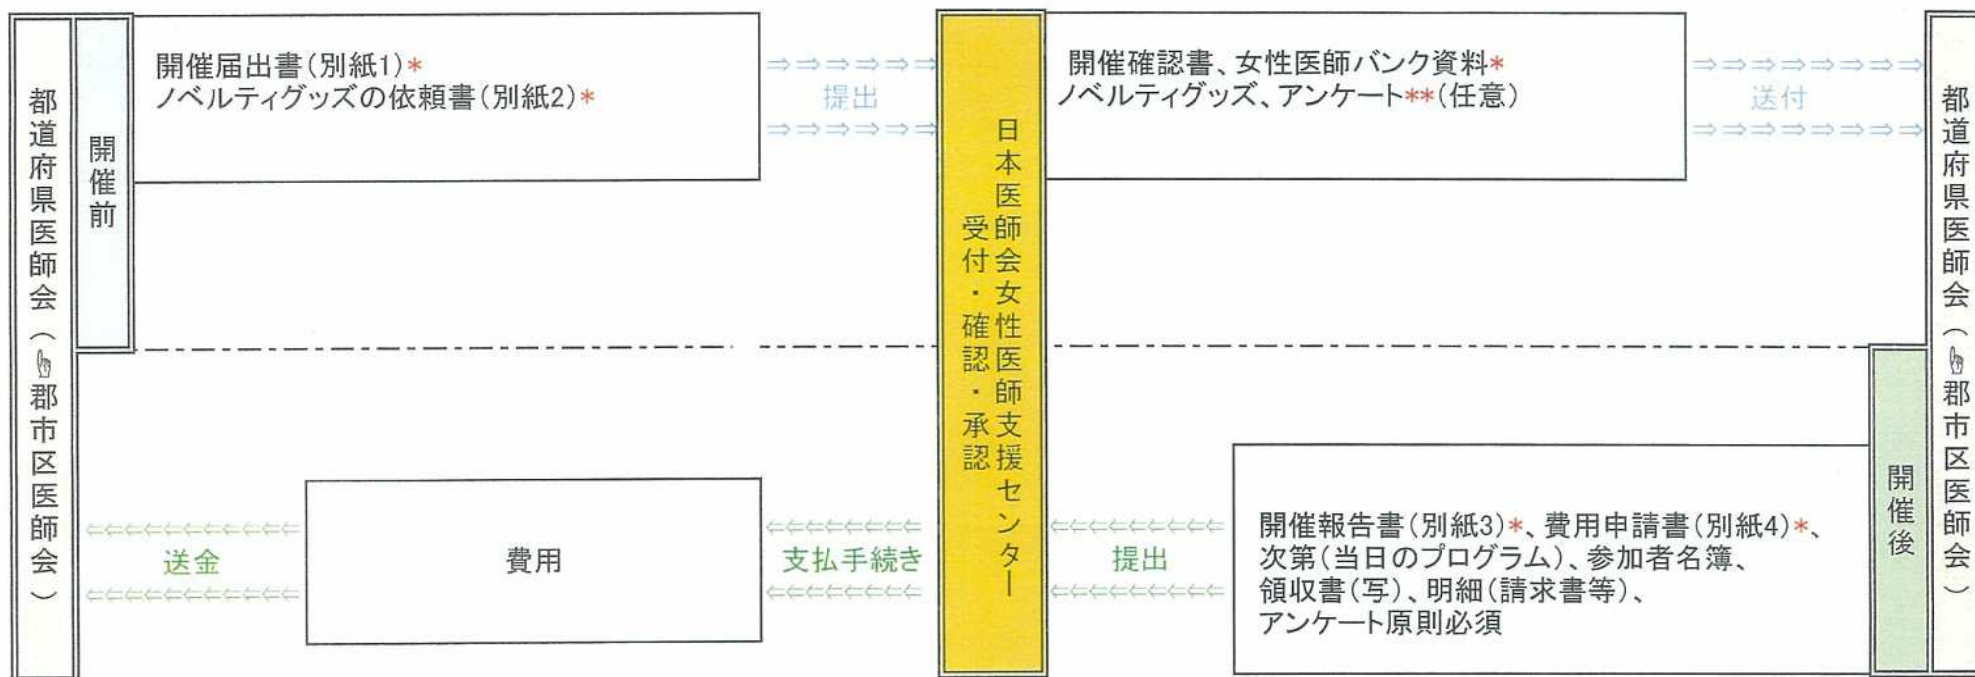 都道府県医師会(☝郡市区医師会)
開催前
開催届出書(別紙1)*
ノベルティグッズの依頼書(別紙2)*
提出
日本医師会女性医師支援センター
受付・確認・承認
開催確認書、女性医師バンク資料*
ノベルティグッズ、アンケート**(任意)
送付
都道府県医師会(☝郡市区医師会)
開催後
開催報告書(別紙3)*、費用申請書(別紙4)*、
次第(当日のプログラム)、参加者名簿、
領収書(写)、明細(請求書等)、
アンケート原則必須
提出
支払手続き
費用
送金